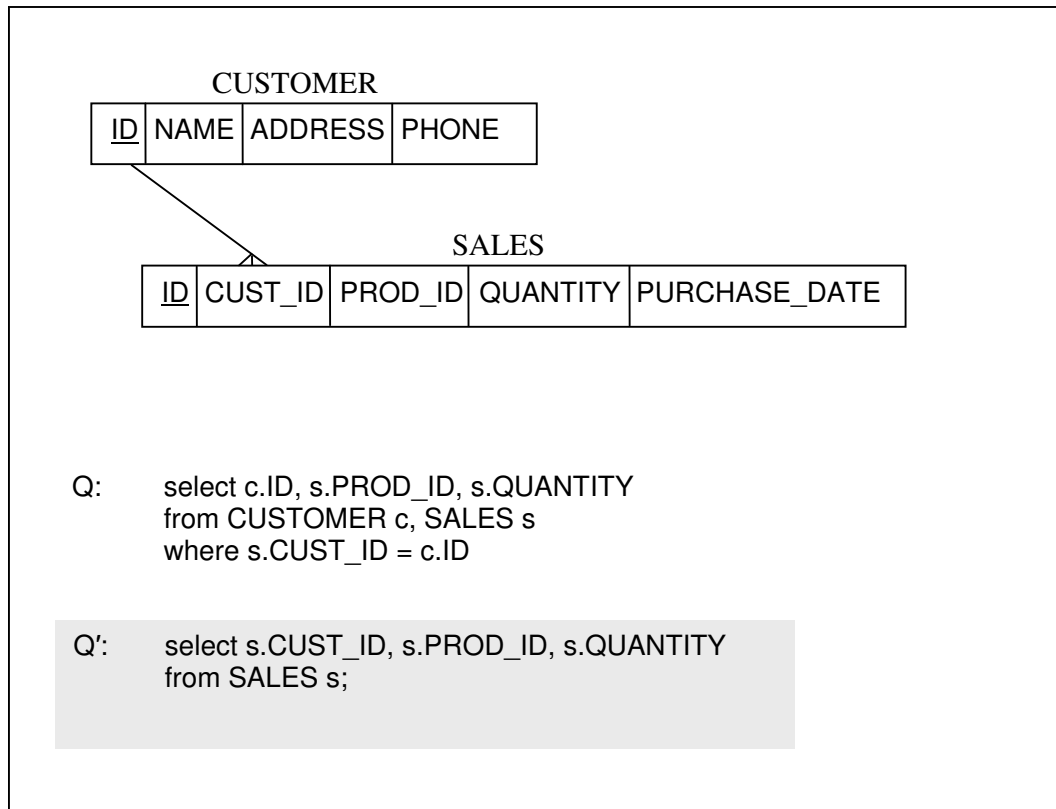 CUSTOMER
ID NAME ADDRESS PHONE
SALES
ID CUST_ID PROD_ID QUANTITY PURCHASE_DATE
Q: select c.ID, s.PROD_ID, s.QUANTITY
from CUSTOMER c, SALES s
where s.CUST_ID = c.ID
Q′: select s.CUST_ID, s.PROD_ID, s.QUANTITY
from SALES s;